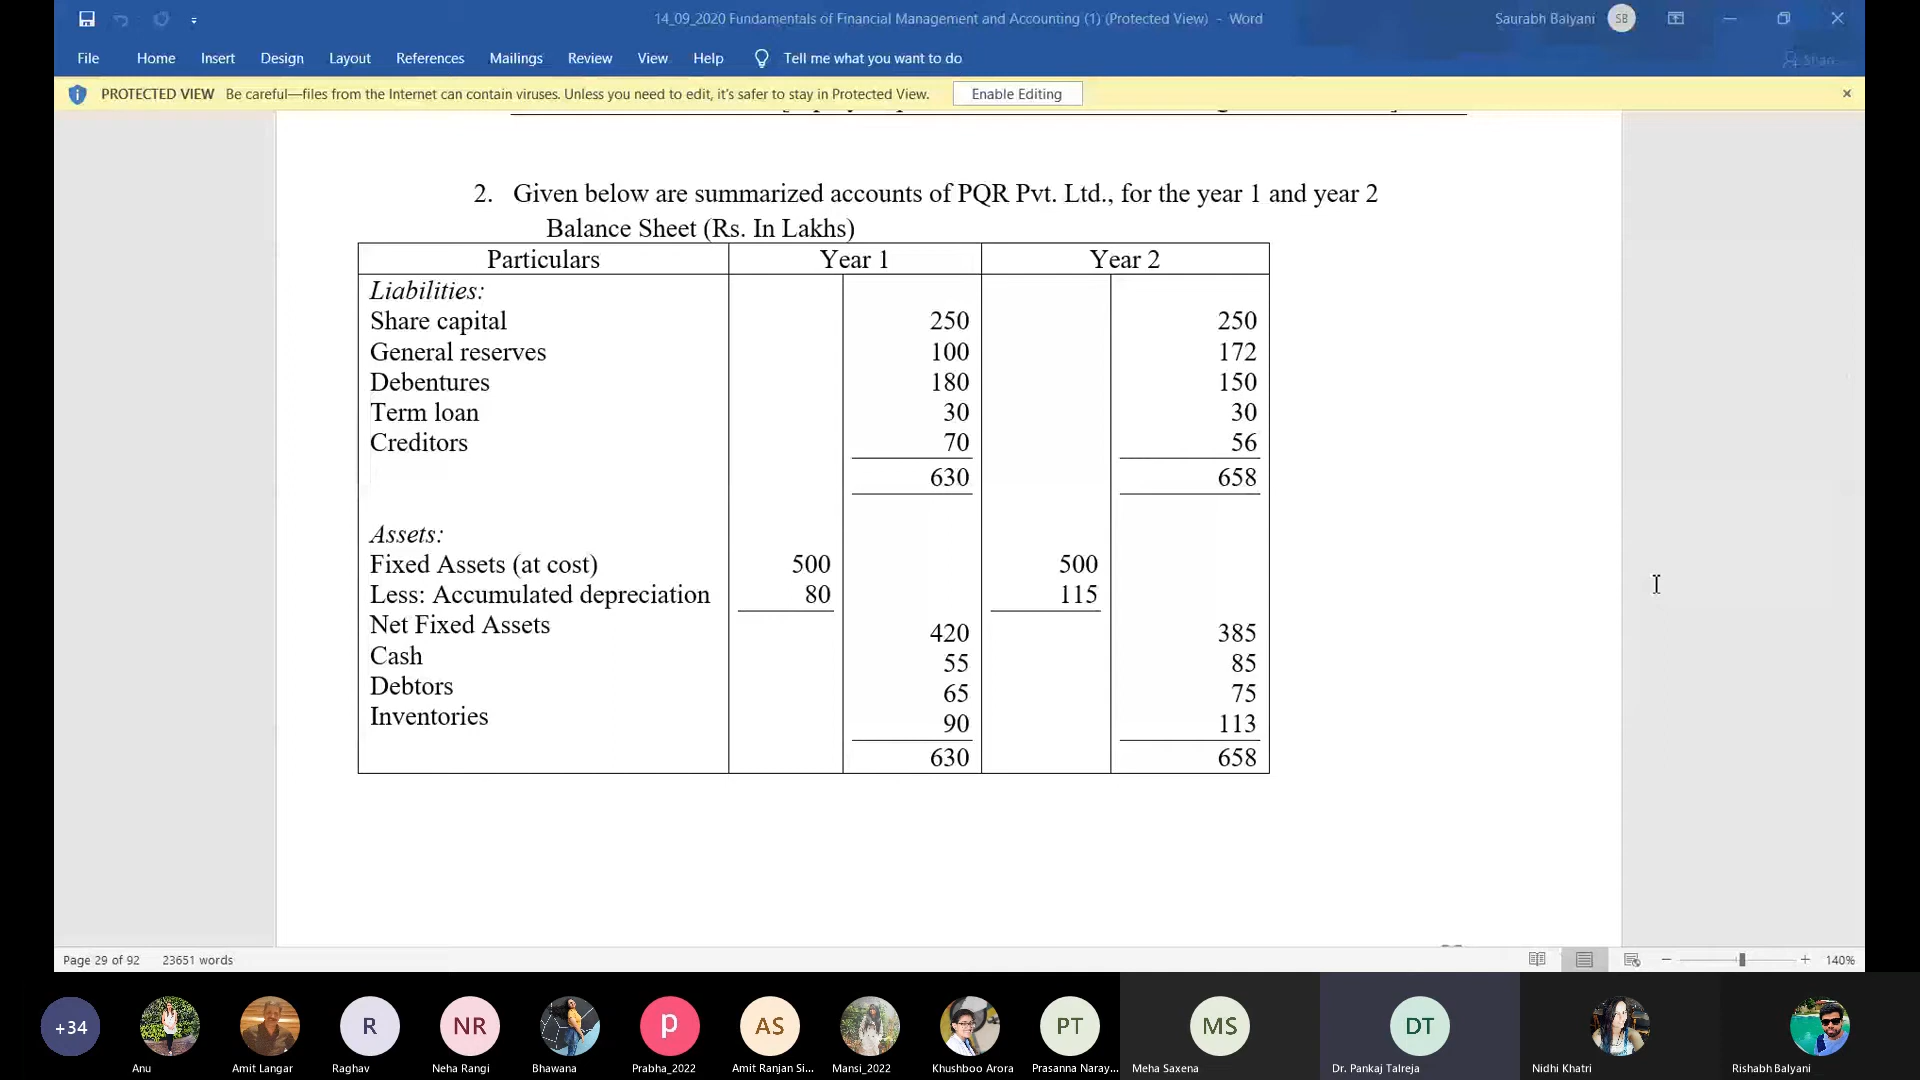 14_09_2020 Fundamentals of Financial Management and Accounting (1) (Protected View) - Word
Saurabh Balyani SB
File Home Insert Design Layout References Mailings Review View Help Tell me what you want to do
PROTECTED VIEW Be careful—files from the Internet can contain viruses. Unless you need to edit, it's safer to stay in Protected View. Enable Editing
2. Given below are summarized accounts of PQR Pvt. Ltd., for the year 1 and year 2
Balance Sheet (Rs. In Lakhs)
Particulars Year 1 Year 2
Liabilities:
Share capital 250 250
General reserves 100 172
Debentures 180 150
Term loan 30 30
Creditors 70 56
630 658
Assets:
Fixed Assets (at cost) 500 500
Less: Accumulated depreciation 80 115
Net Fixed Assets 420 385
Cash 55 85
Debtors 65 75
Inventories 90 113
630 658
Page 29 of 92 23651 words
140%
+34 R NR p AS PT MS DT
Anu Amit Langar Raghav Neha Rangi Bhawana Prabha_2022 Amit Ranjan Si... Mansi_2022 Khushboo Arora Prasanna Naray... Meha Saxena Dr. Pankaj Talreja Nidhi Khatri Rishabh Balyani